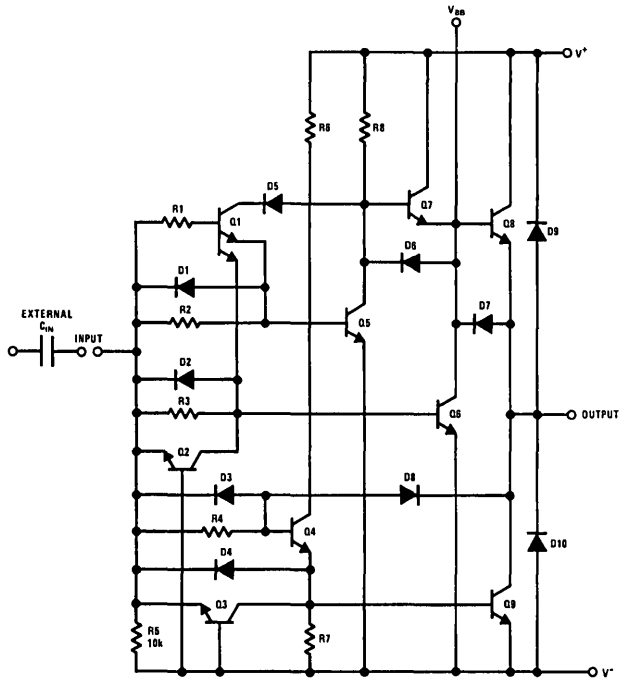 VBB
V+
R6
R8
D5
Q7
R1
Q1
Q8
D9
D6
D1
D7
EXTERNAL
CIN
INPUT
R2
Q5
D2
R3
Q6
OUTPUT
Q2
D3
D8
R4
Q4
D4
D10
Q3
Q9
R5
10k
R7
V-